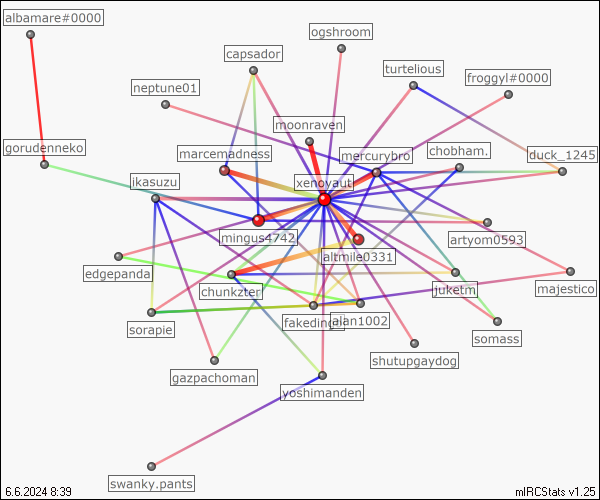 albamare#0000
ogshroom
capsador
turtelious
froggyl#0000
neptune01
moonraven
gorudenneko
marcemadness
mercurybro
chobham.
duck_1245
ikasuzu
xenoyaut
mingus4742
artyom0593
altmile0331
edgepanda
chunkzter
juketm
majestico
sorapie
fakeding
alan1002
somass
shutupgaydog
gazpachoman
yoshimanden
swanky.pants
6.6.2024 8:39
mIRCStats v1.25